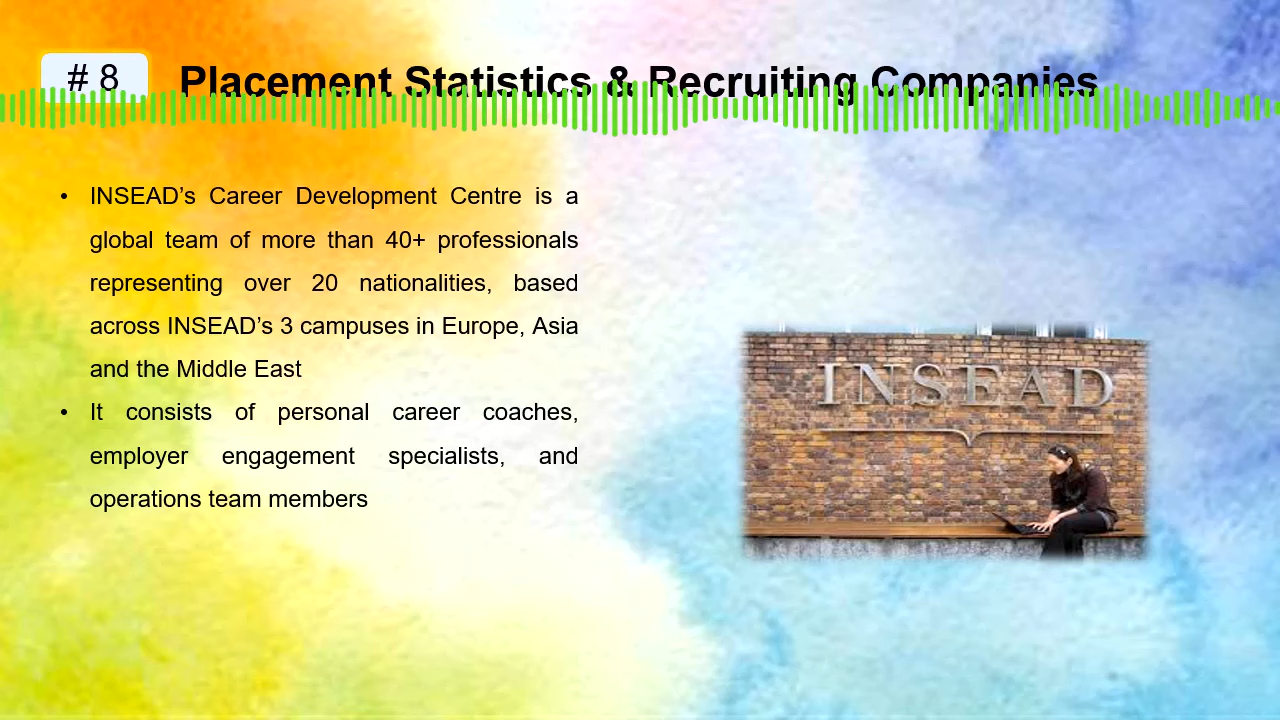 # 8
Placement Statistics & Recruiting Companies
• INSEAD’s Career Development Centre is a
global team of more than 40+ professionals
representing over 20 nationalities, based
across INSEAD’s 3 campuses in Europe, Asia
and the Middle East
• It consists of personal career coaches,
employer engagement specialists, and
operations team members
INSEAD